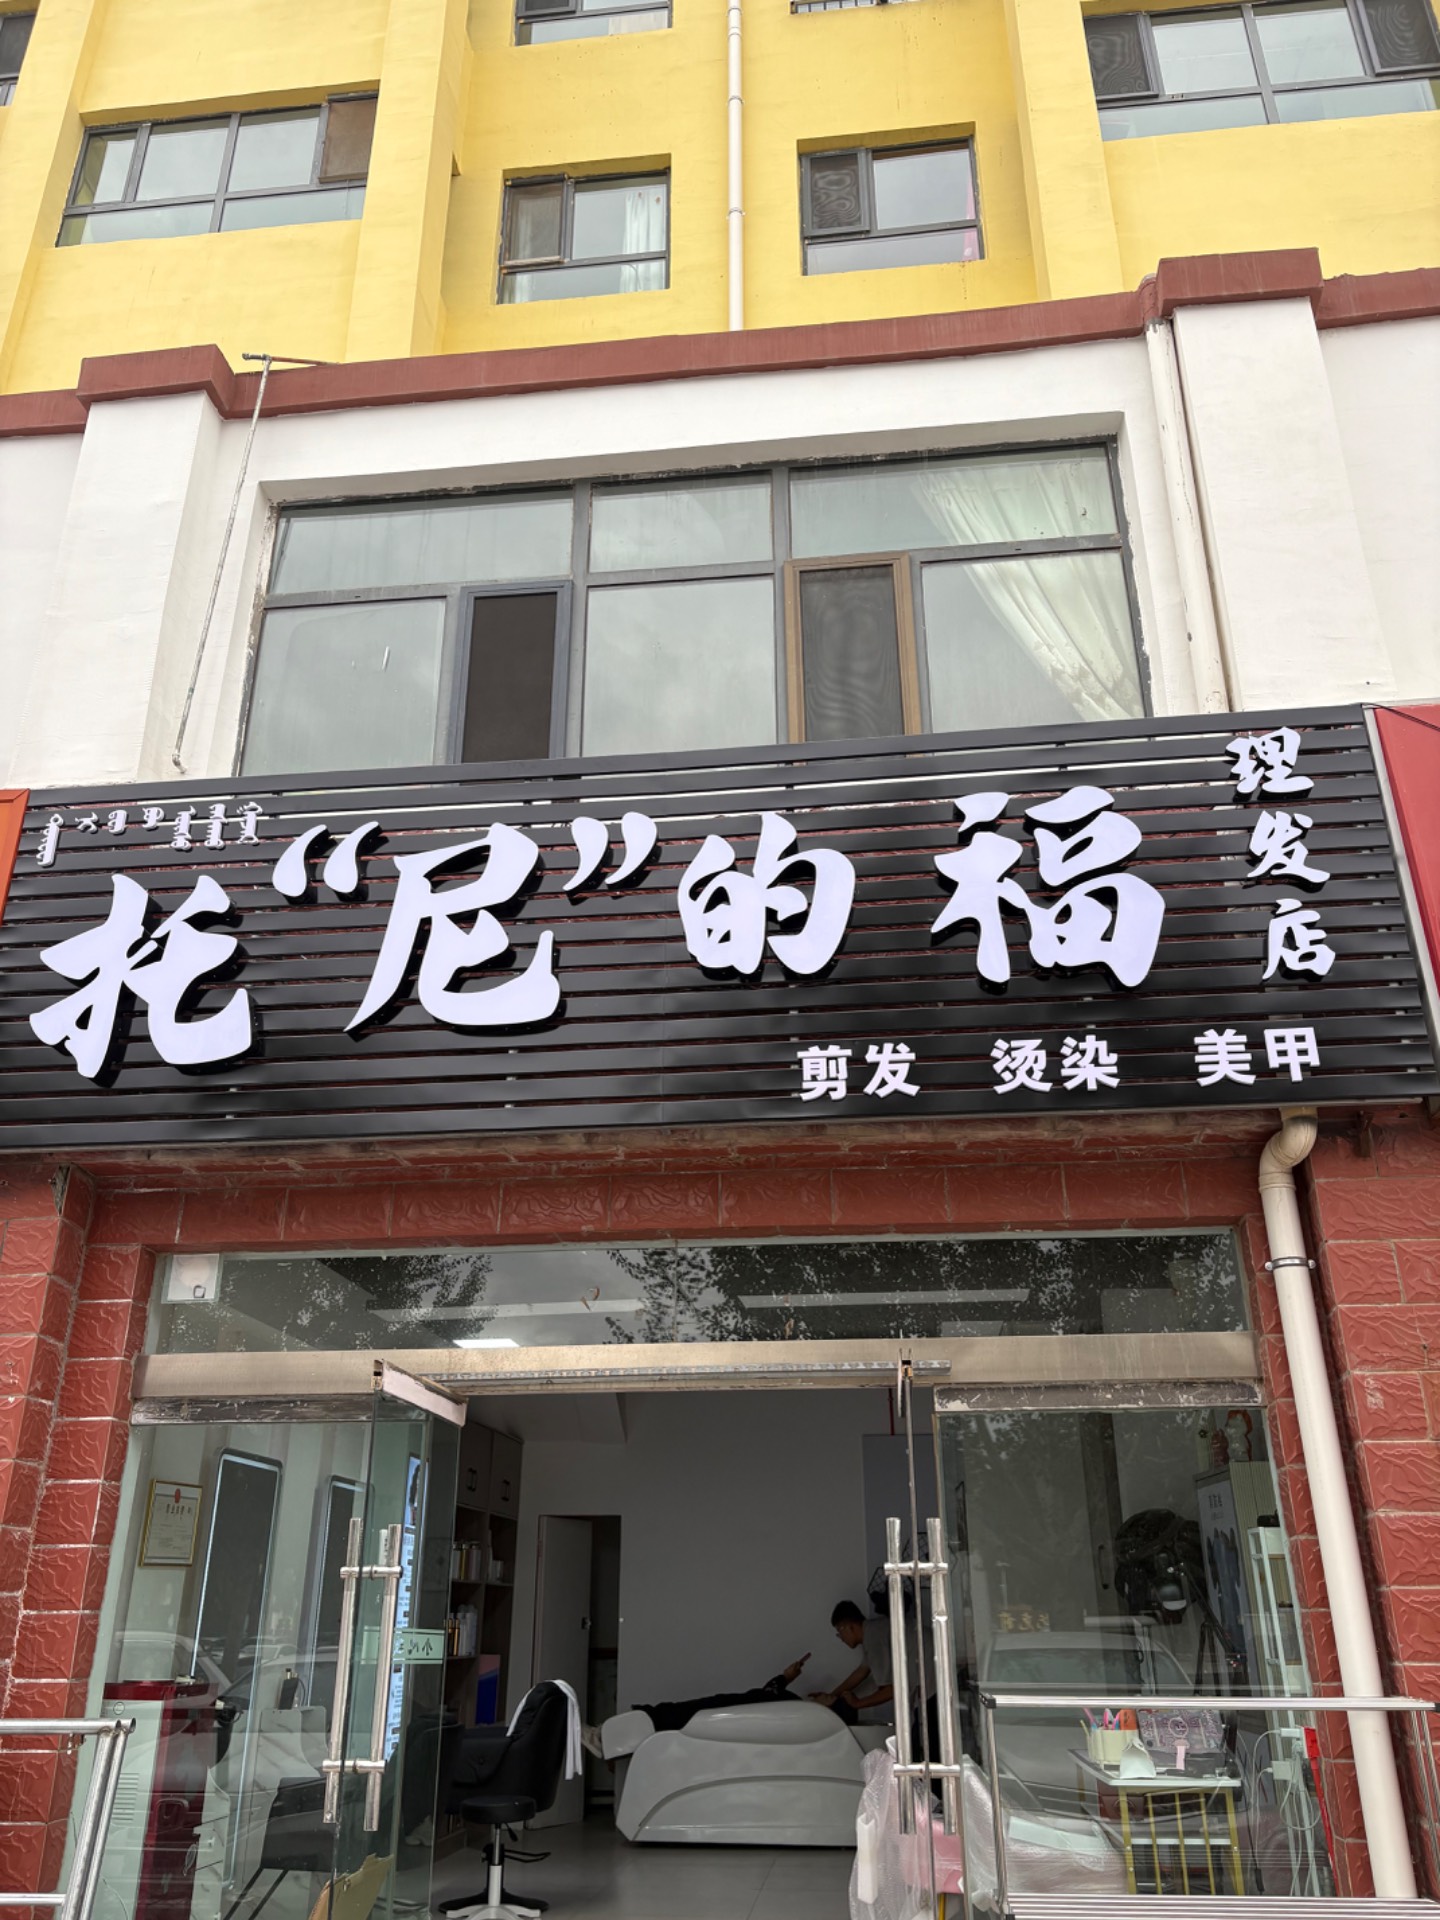 托“尼”的福
理发店
剪发 烫染 美甲